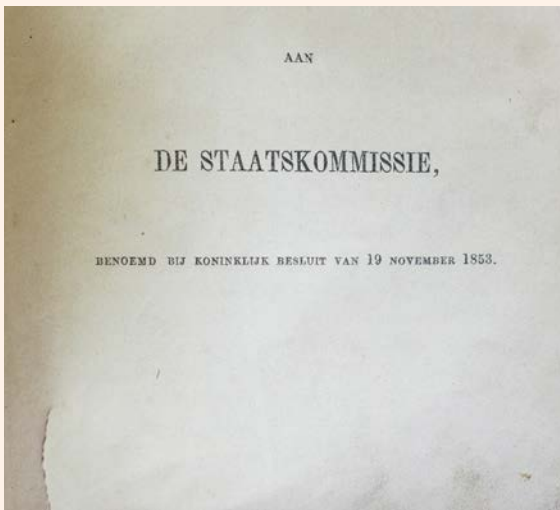 AAN
DE STAATSKOMMISSIE,
BENOEMD BIJ KONINKLIJK BESLUIT VAN 19 NOVEMBER 1853.